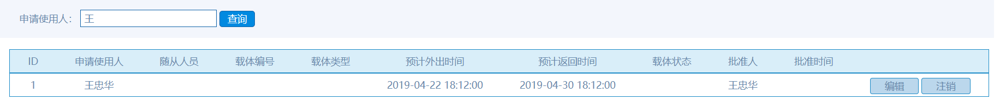 申请使用人： 王 查询
ID 申请使用人 随从人员 载体编号 载体类型 预计外出时间 预计返回时间 载体状态 批准人 批准时间
1 王忠华 2019-04-22 18:12:00 2019-04-30 18:12:00 王忠华 编辑 注销